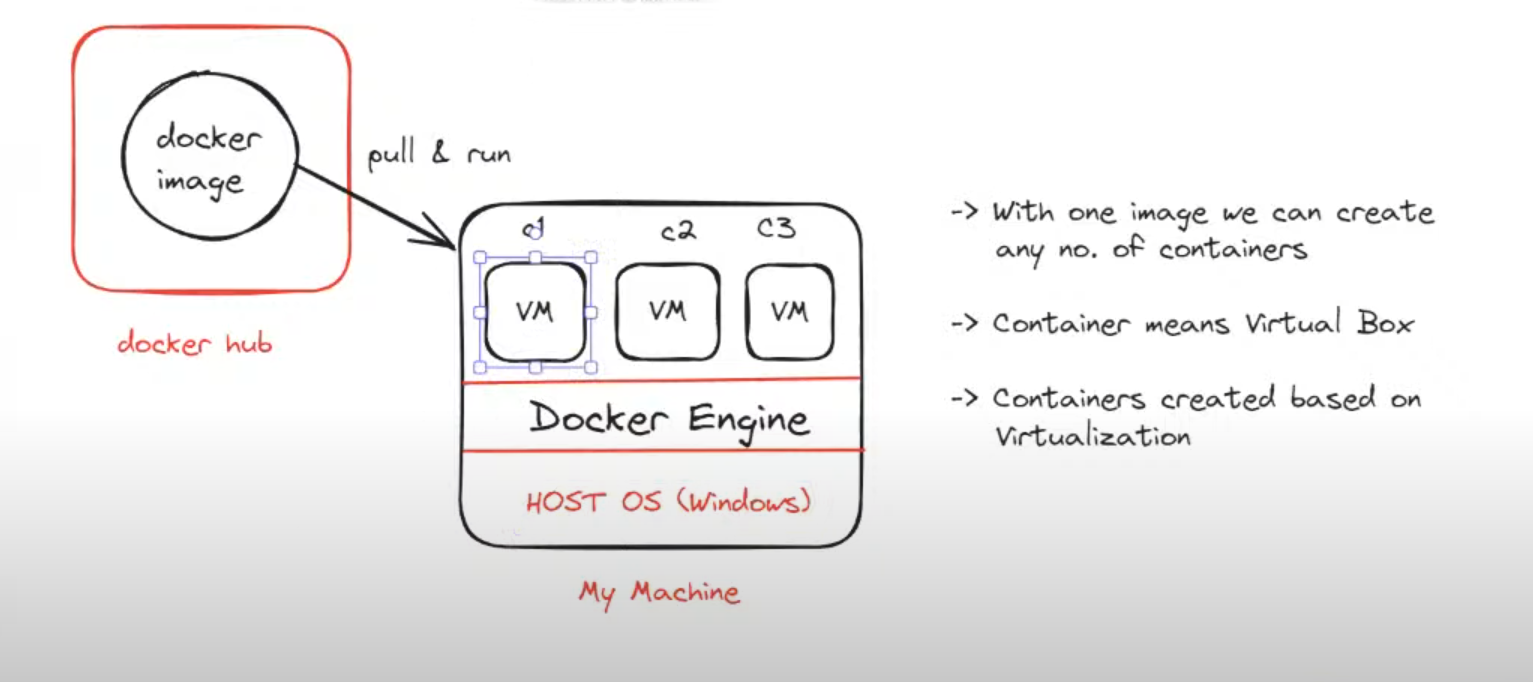 docker
image
docker hub
pull & run
c1
c2
C3
VM
VM
VM
Docker Engine
HOST OS (Windows)
My Machine
-> With one image we can create
any no. of containers
-> Container means Virtual Box
-> Containers created based on
Virtualization